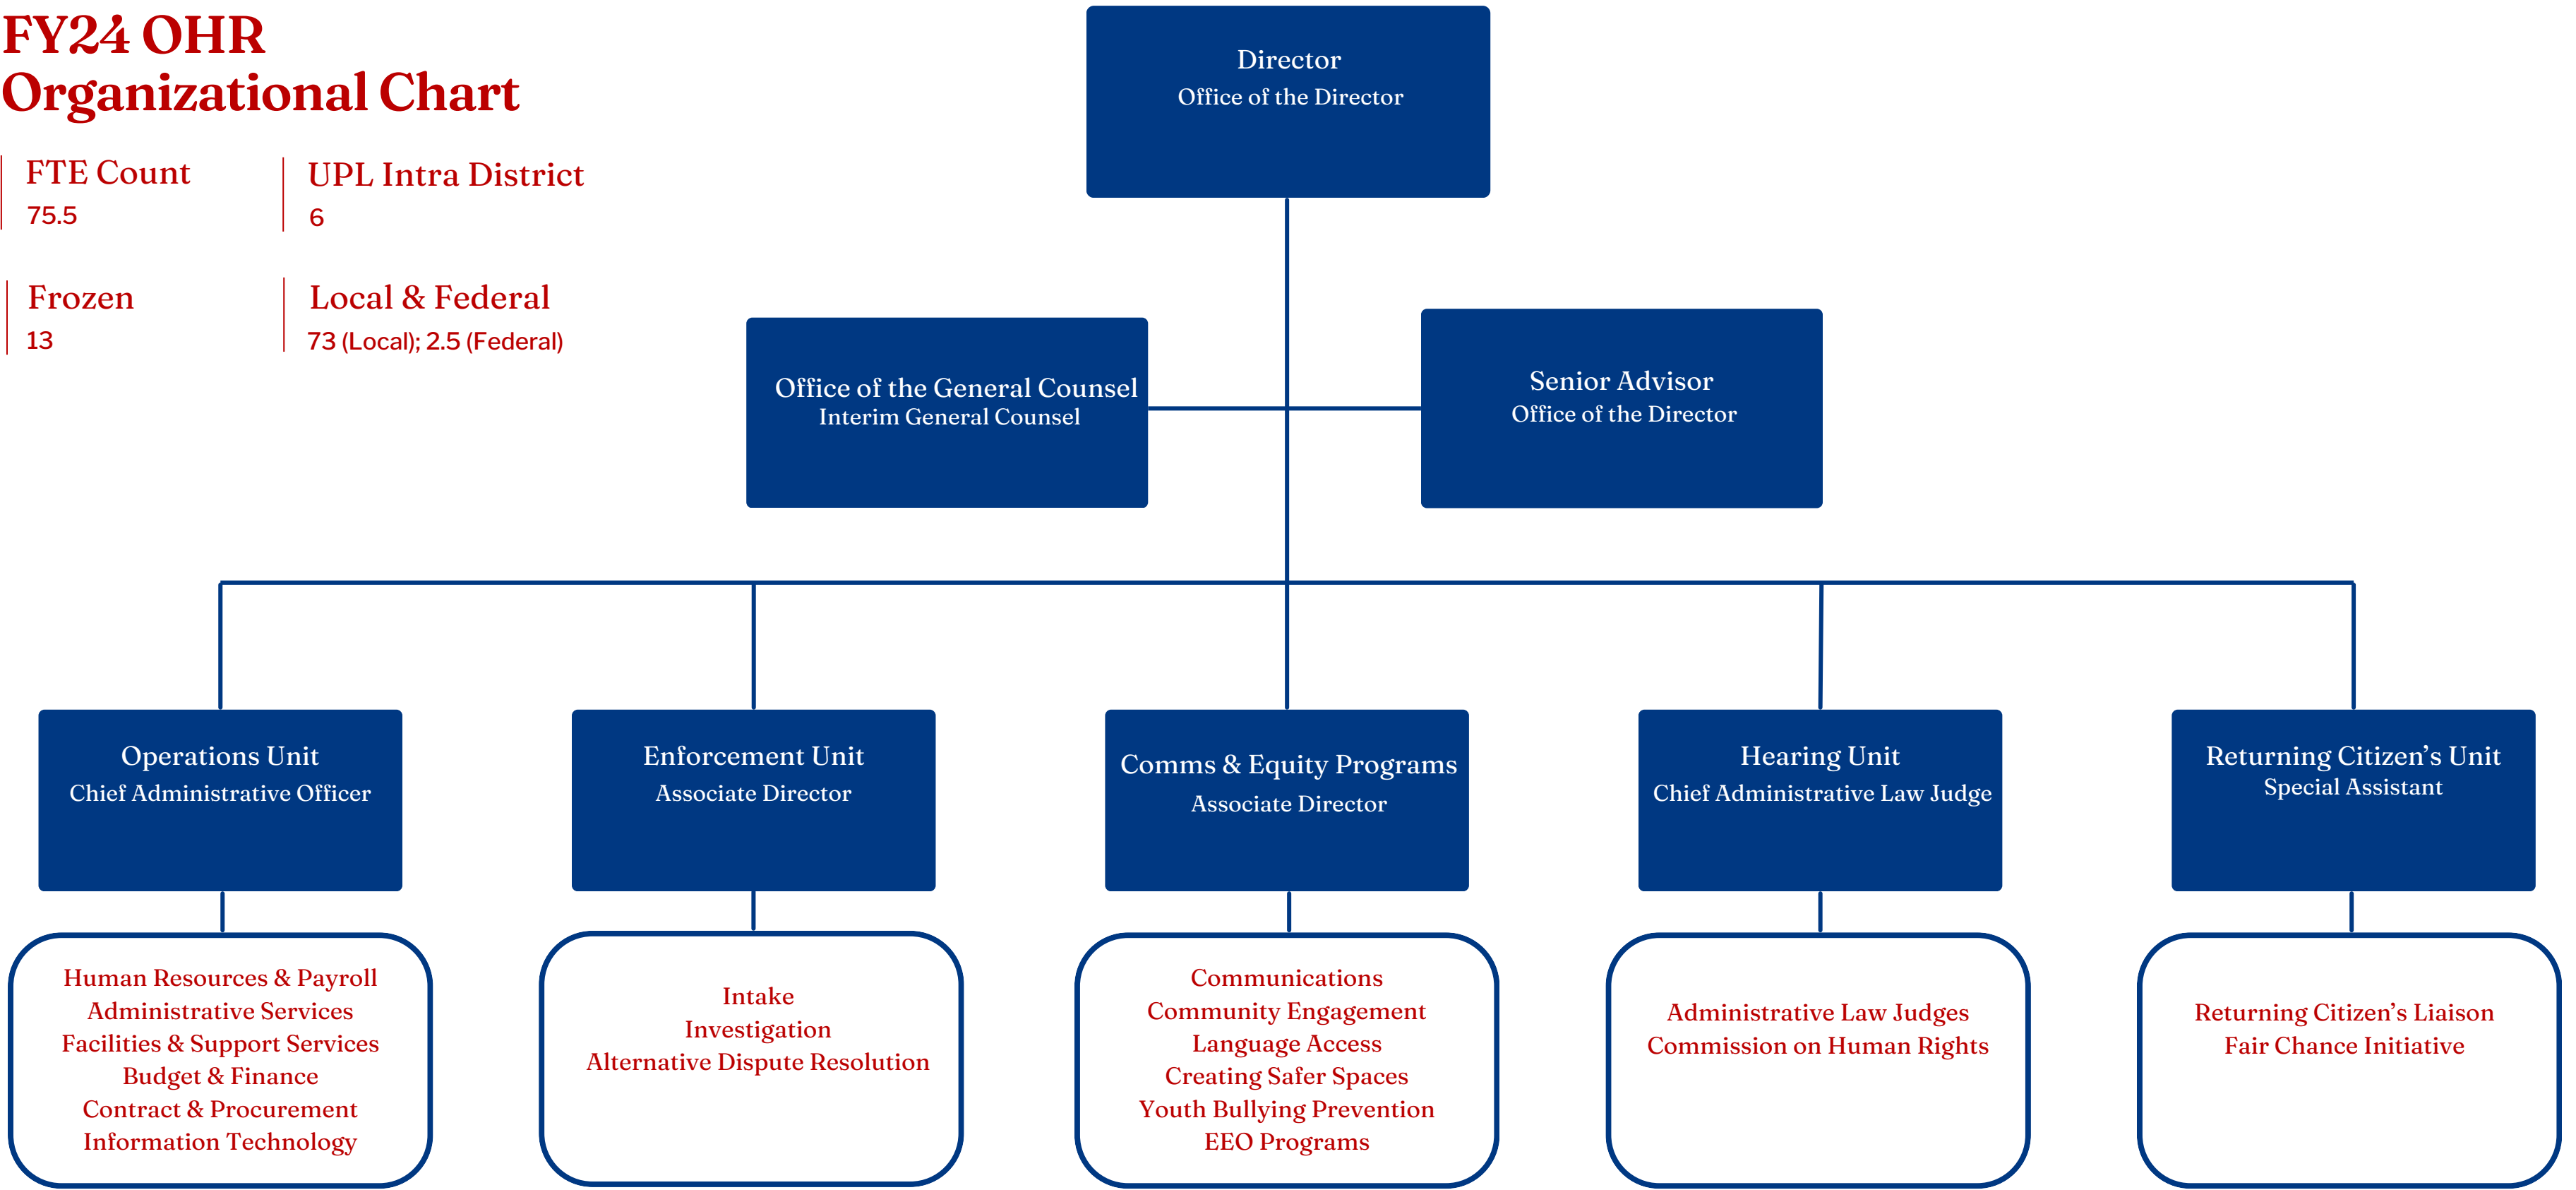 FY24 OHR
Organizational Chart
FTE Count
75.5
UPL Intra District
6
Frozen
13
Local & Federal
73 (Local); 2.5 (Federal)
Director
Office of the Director
Office of the General Counsel
Interim General Counsel
Senior Advisor
Office of the Director
Operations Unit
Chief Administrative Officer
Enforcement Unit
Associate Director
Comms & Equity Programs
Associate Director
Hearing Unit
Chief Administrative Law Judge
Returning Citizen’s Unit
Special Assistant
Human Resources & Payroll
Administrative Services
Facilities & Support Services
Budget & Finance
Contract & Procurement
Information Technology
Intake
Investigation
Alternative Dispute Resolution
Communications
Community Engagement
Language Access
Creating Safer Spaces
Youth Bullying Prevention
EEO Programs
Administrative Law Judges
Commission on Human Rights
Returning Citizen’s Liaison
Fair Chance Initiative